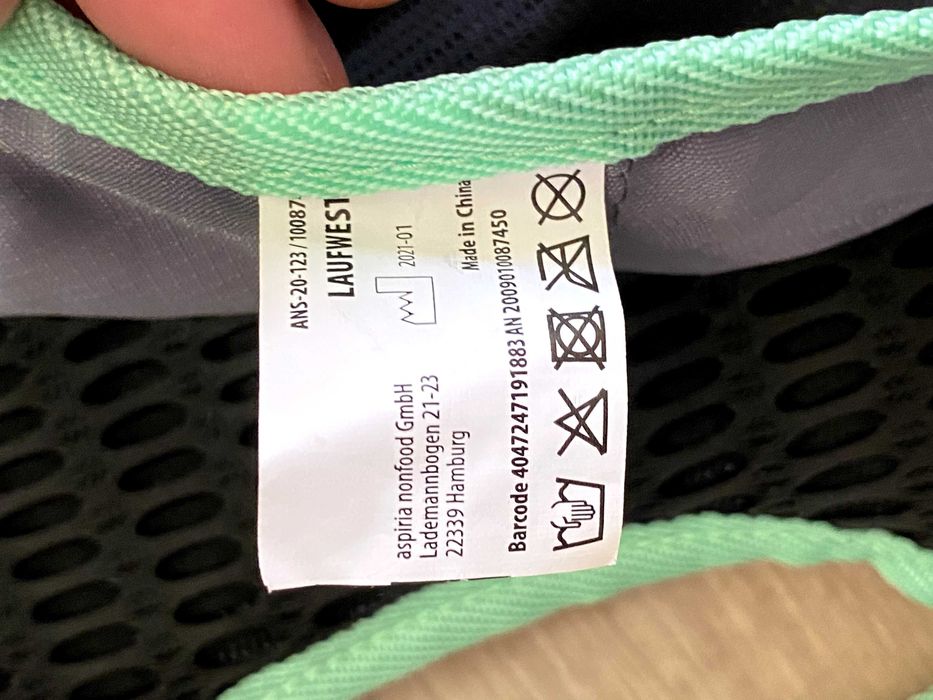 ANS-20-123 / 10087
LAUFWEST
2021-01
Made in China
aspiria nonfood GmbH
Lademannbogen 21-23
22339 Hamburg
Barcode 4047247191883 AN 2009010087450